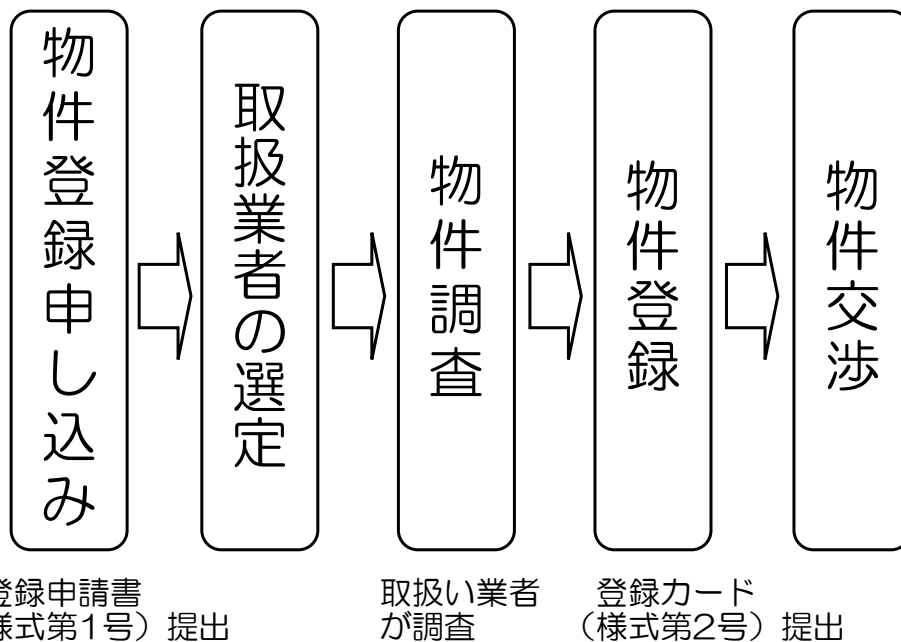 物件登録申し込み
取扱業者の選定
物件調査
物件登録
物件交渉
登録申請書
様式第1号）提出
取扱い業者
が調査
登録カード
（様式第2号）提出